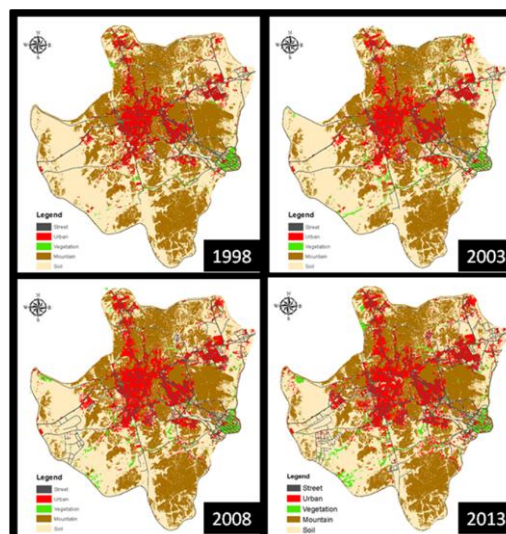 N
W E
S
Legend
Street
Urban
Vegetation
Mountain
Soil
1998
N
W E
S
Legend
Street
Urban
Vegetation
Mountain
Soil
2003
N
W E
S
Legend
Street
Urban
Vegetation
Mountain
Soil
2008
N
W E
S
Legend
Street
Urban
Vegetation
Mountain
Soil
2013